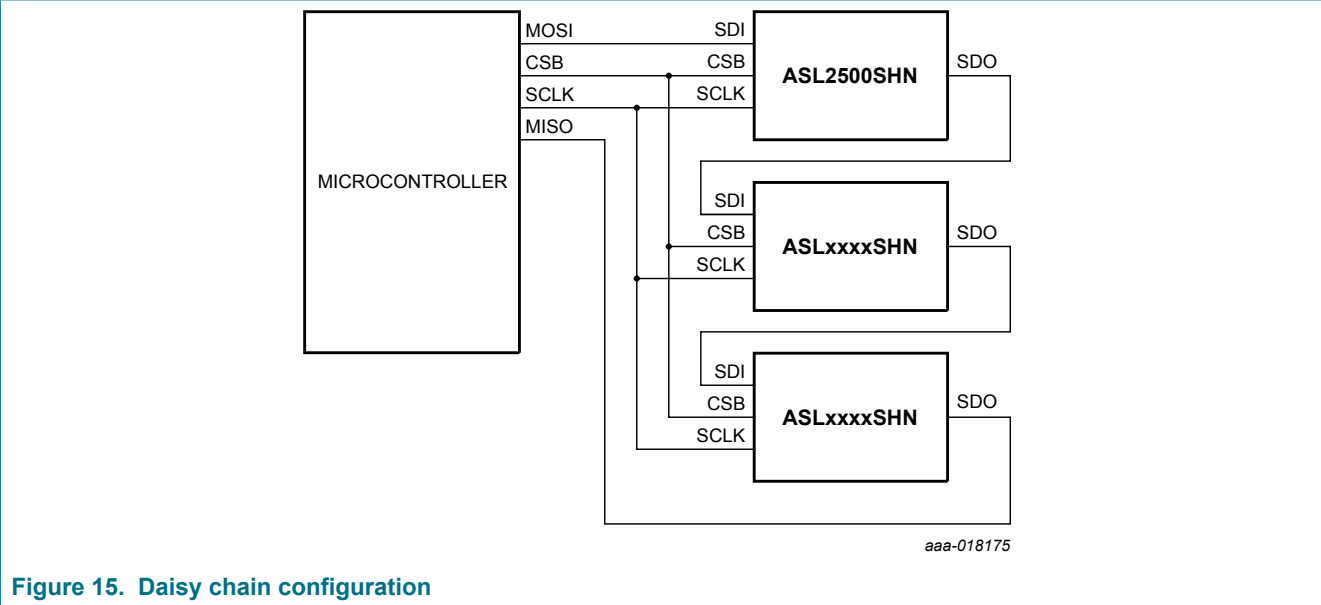 MOSI
CSB
SCLK
MISO
MICROCONTROLLER
SDI
CSB
SCLK
ASL2500SHN
SDO
SDI
CSB
SCLK
ASLxxxxSHN
SDO
SDI
CSB
SCLK
ASLxxxxSHN
SDO
aaa-018175
Figure 15. Daisy chain configuration